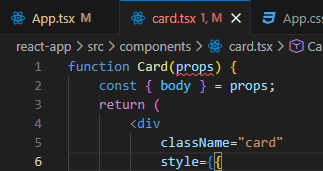 App.tsx M card.tsx 1, M App.css
react-app > src > components > card.tsx > Ca
1 function Card(props) {
2 const { body } = props;
3 return (
4 <div
5 className="card"
6 style={{